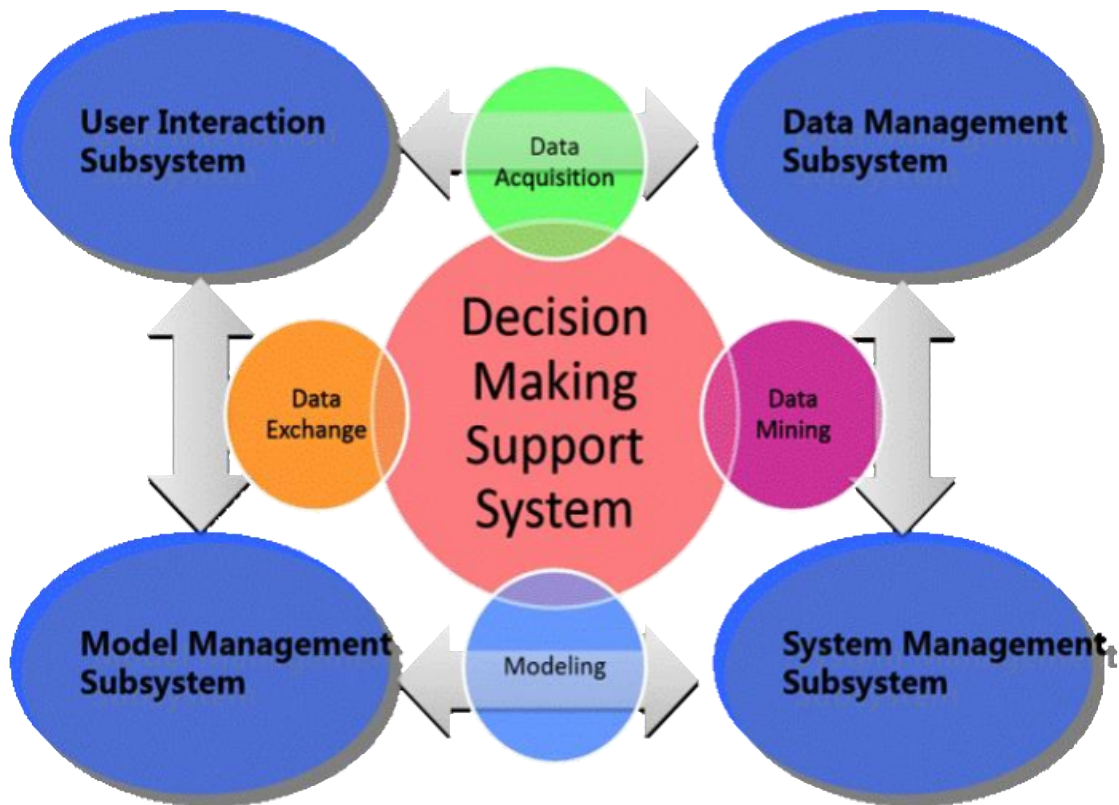 User Interaction
Subsystem
Data Management
Subsystem
Data
Acquisition
Decision
Making
Support
System
Data
Exchange
Data
Mining
Model Management
Subsystem
Modeling
System Management
Subsystem